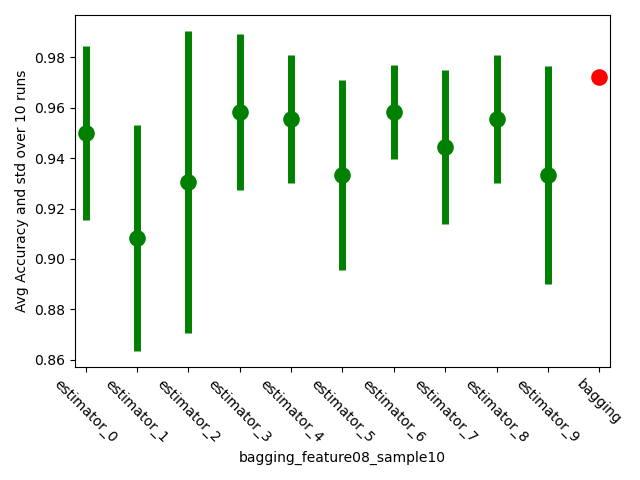 Avg Accuracy and std over 10 runs
0.98
0.96
0.94
0.92
0.90
0.88
0.86
estimator_0
estimator_1
estimator_2
estimator_3
estimator_4
estimator_5
estimator_6
estimator_7
estimator_8
estimator_9
bagging
bagging_feature08_sample10